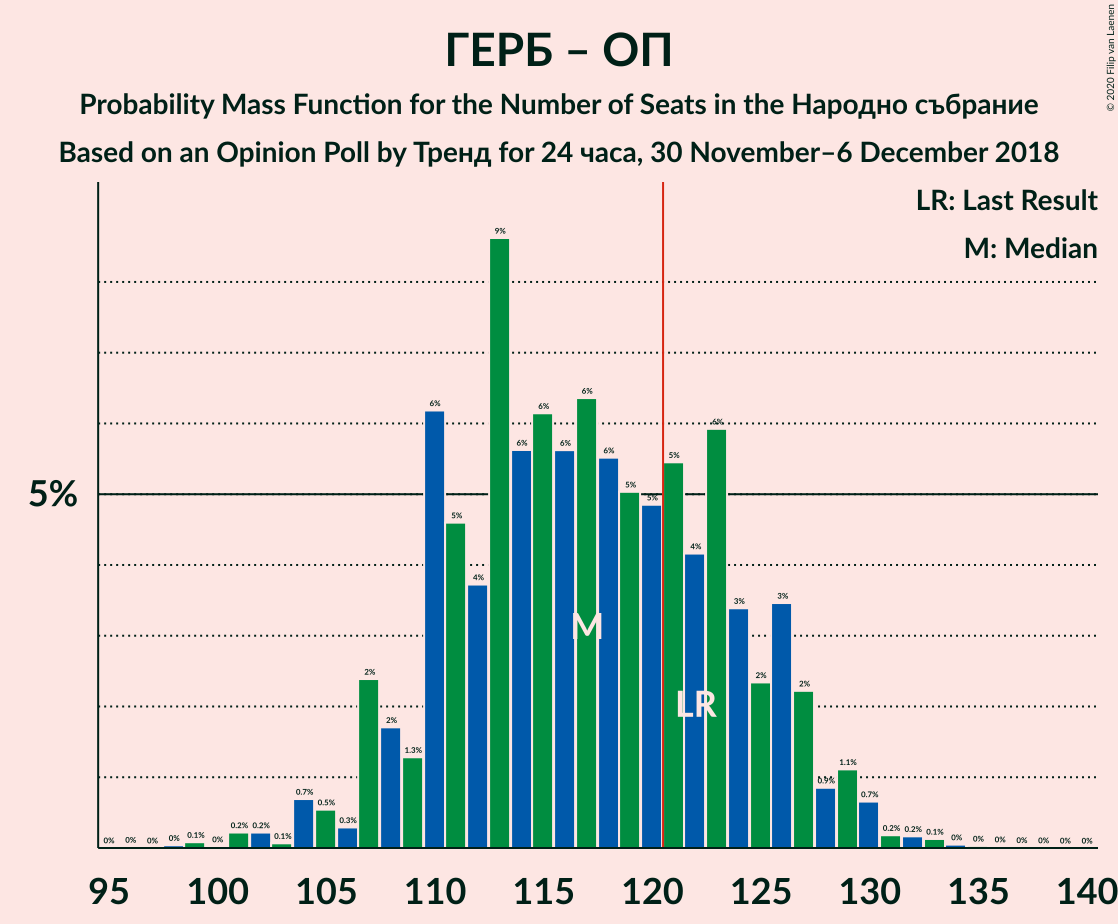 ГЕРБ – ОП
Probability Mass Function for the Number of Seats in the Народно събрание
Based on an Opinion Poll by Тренд for 24 часа, 30 November–6 December 2018
© 2020 Filip van Laenen
LR: Last Result
M: Median
5%
0% 0% 0% 0% 0.1% 0% 0.2% 0.2% 0.1% 0.7% 0.5% 0.3% 2% 2% 1.3% 6% 5% 4% 9% 6% 6% 6% 6% 6% 5% 5% 5% 4% 6% 3% 2% 3% 2% 0.9% 1.1% 0.7% 0.2% 0.2% 0.1% 0% 0% 0% 0% 0% 0% 0%
M
LR
95 100 105 110 115 120 125 130 135 140